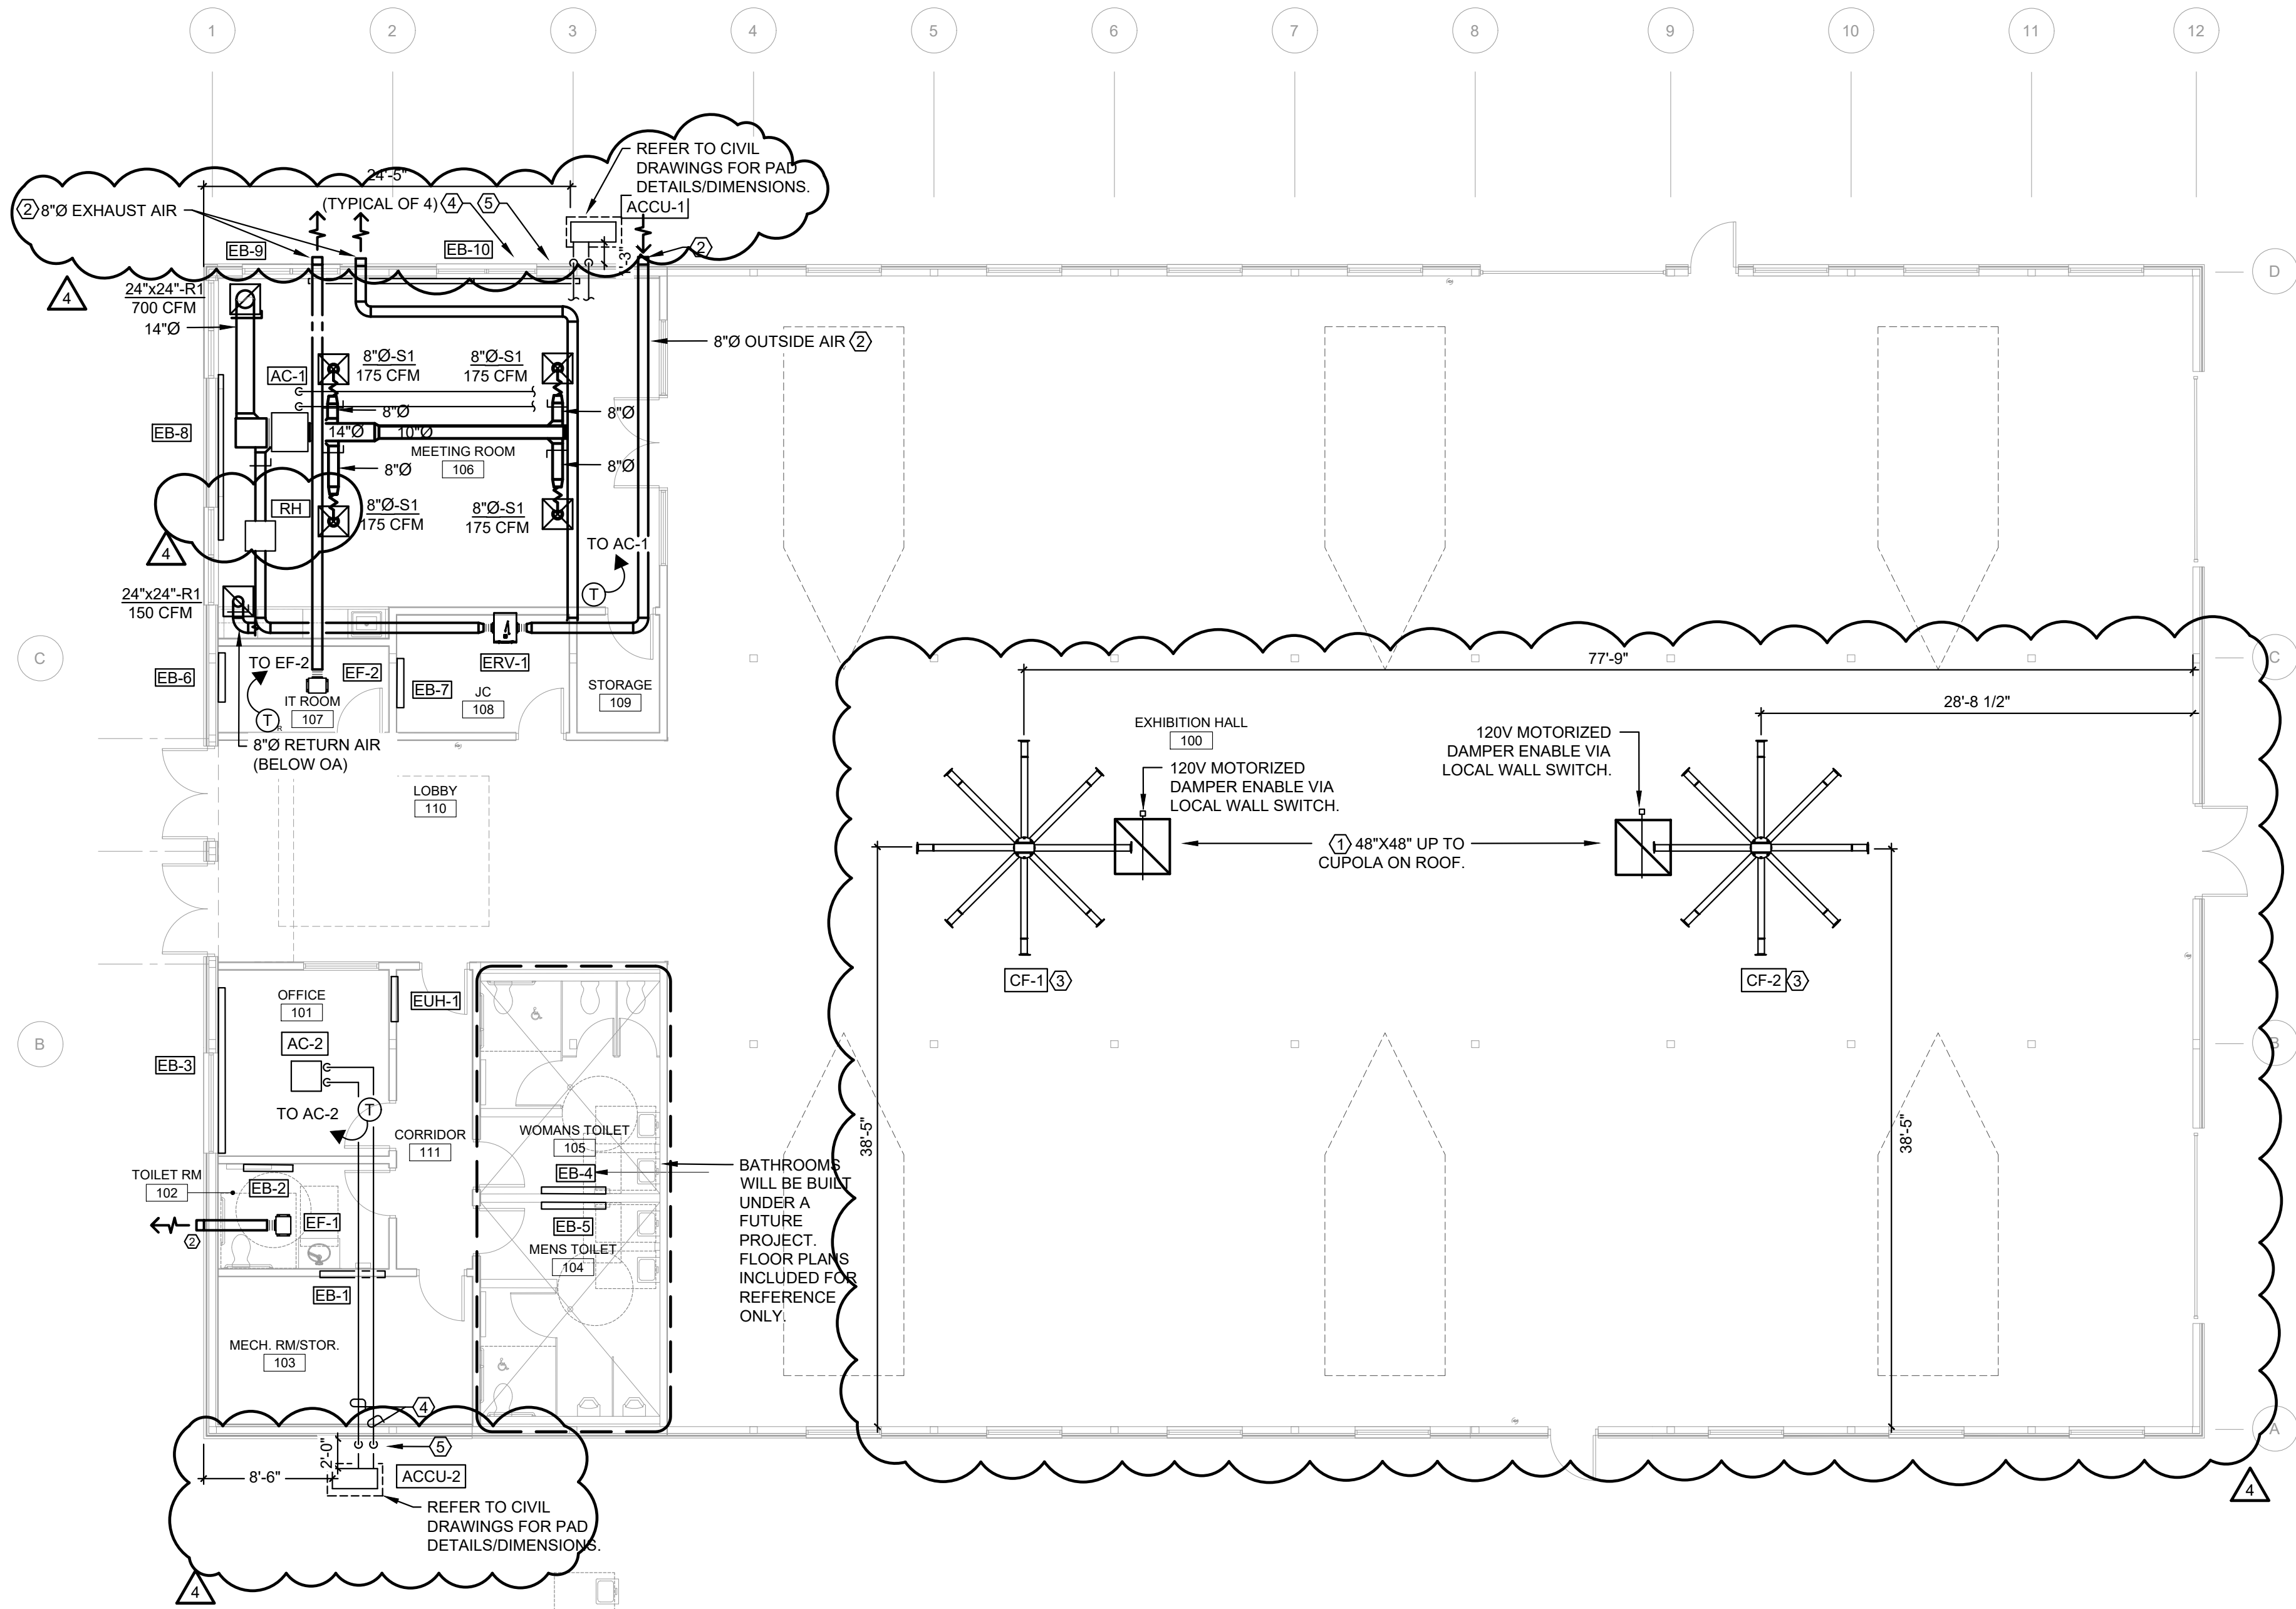 1
2
3
4
5
6
7
8
9
10
11
12
REFER TO CIVIL
DRAWINGS FOR PAD
DETAILS/DIMENSIONS.
24'-5"
2 8"Ø EXHAUST AIR
(TYPICAL OF 4) 4 5
ACCU-1
EB-9
EB-10
2
D
4
24"x24"-R1
700 CFM
14"Ø
8"Ø OUTSIDE AIR 2
8"Ø-S1
175 CFM
8"Ø-S1
175 CFM
AC-1
8"Ø
8"Ø
EB-8
14"Ø
10"Ø
MEETING ROOM
106
8"Ø
8"Ø
RH
8"Ø-S1
175 CFM
8"Ø-S1
175 CFM
4
TO AC-1
T
24"x24"-R1
150 CFM
C
C
TO EF-2
EF-2
ERV-1
EB-6
EB-7
JC
108
STORAGE
109
IT ROOM
107
T
R
8"Ø RETURN AIR
(BELOW OA)
77'-9"
28'-8 1/2"
EXHIBITION HALL
100
120V MOTORIZED
DAMPER ENABLE VIA
LOCAL WALL SWITCH.
120V MOTORIZED
DAMPER ENABLE VIA
LOCAL WALL SWITCH.
LOBBY
110
1 48"X48" UP TO
CUPOLA ON ROOF.
CF-1 3
CF-2 3
OFFICE
101
EUH-1
AC-2
B
B
EB-3
TO AC-2
T
CORRIDOR
111
WOMANS TOILET
105
EB-4
38'-5"
38'-5"
TOILET RM
102
EB-2
EF-1
2
EB-5
MENS TOILET
104
BATHROOMS
WILL BE BUILT
UNDER A
FUTURE
PROJECT.
FLOOR PLANS
INCLUDED FOR
REFERENCE
ONLY.
EB-1
MECH. RM/STOR.
103
4
A
5
2'-0"
8'-6"
ACCU-2
REFER TO CIVIL
DRAWINGS FOR PAD
DETAILS/DIMENSIONS.
4
4